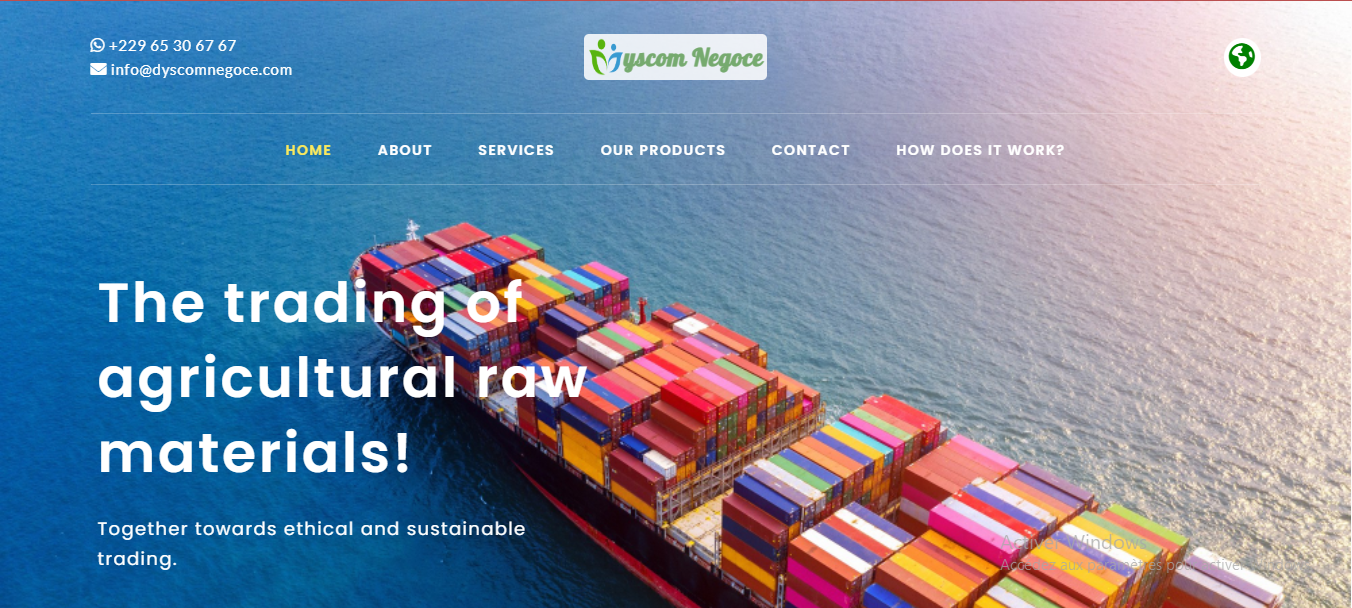 +229 65 30 67 67
info@dyscomnegoce.com
yscom Negoce
HOME ABOUT SERVICES OUR PRODUCTS CONTACT HOW DOES IT WORK?
The trading of
agricultural raw
materials!
Together towards ethical and sustainable
trading.
Activer Windows
Accédez aux paramètres pour activer